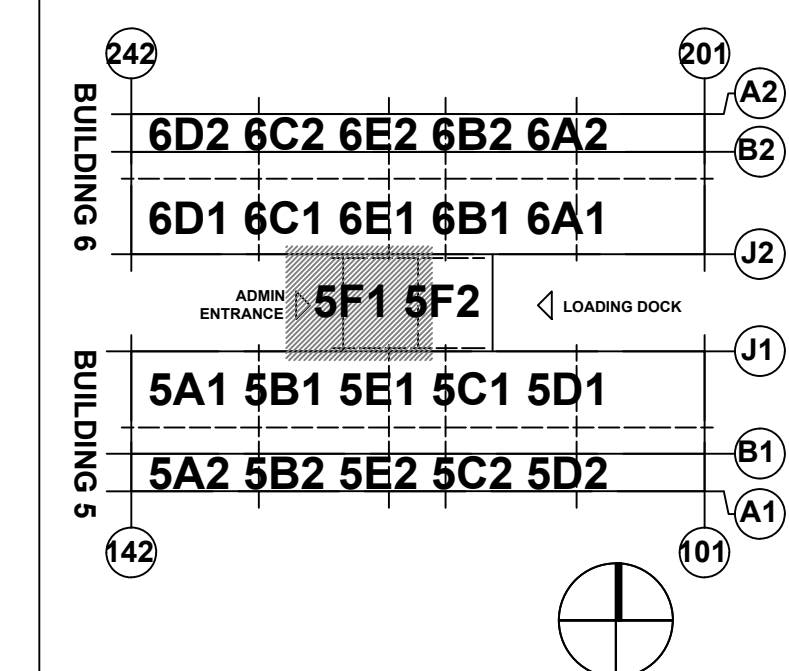 242
201
A2
BUILDING 6
6D2 6C2 6E2 6B2 6A2
B2
6D1 6C1 6E1 6B1 6A1
J2
ADMIN
ENTRANCE
5F1 5F2
LOADING DOCK
J1
BUILDING 5
5A1 5B1 5E1 5C1 5D1
B1
5A2 5B2 5E2 5C2 5D2
A1
142
101